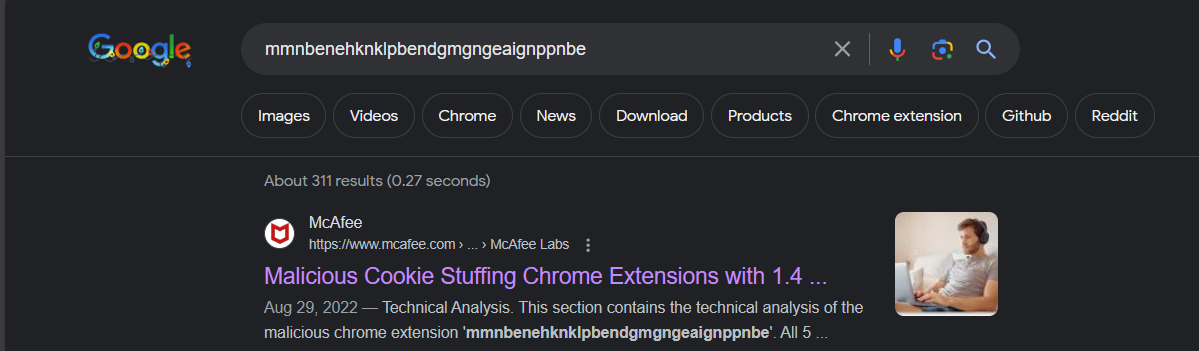 Google
mmnbenehknklpbendgmgngeaignppnbe
Images Videos Chrome News Download Products Chrome extension Github Reddit
About 311 results (0.27 seconds)
McAfee
https://www.mcafee.com › ... › McAfee Labs
Malicious Cookie Stuffing Chrome Extensions with 1.4 ...
Aug 29, 2022 — Technical Analysis. This section contains the technical analysis of the
malicious chrome extension 'mmnbenehknklpbendgmgngeaignppnbe'. All 5 ...